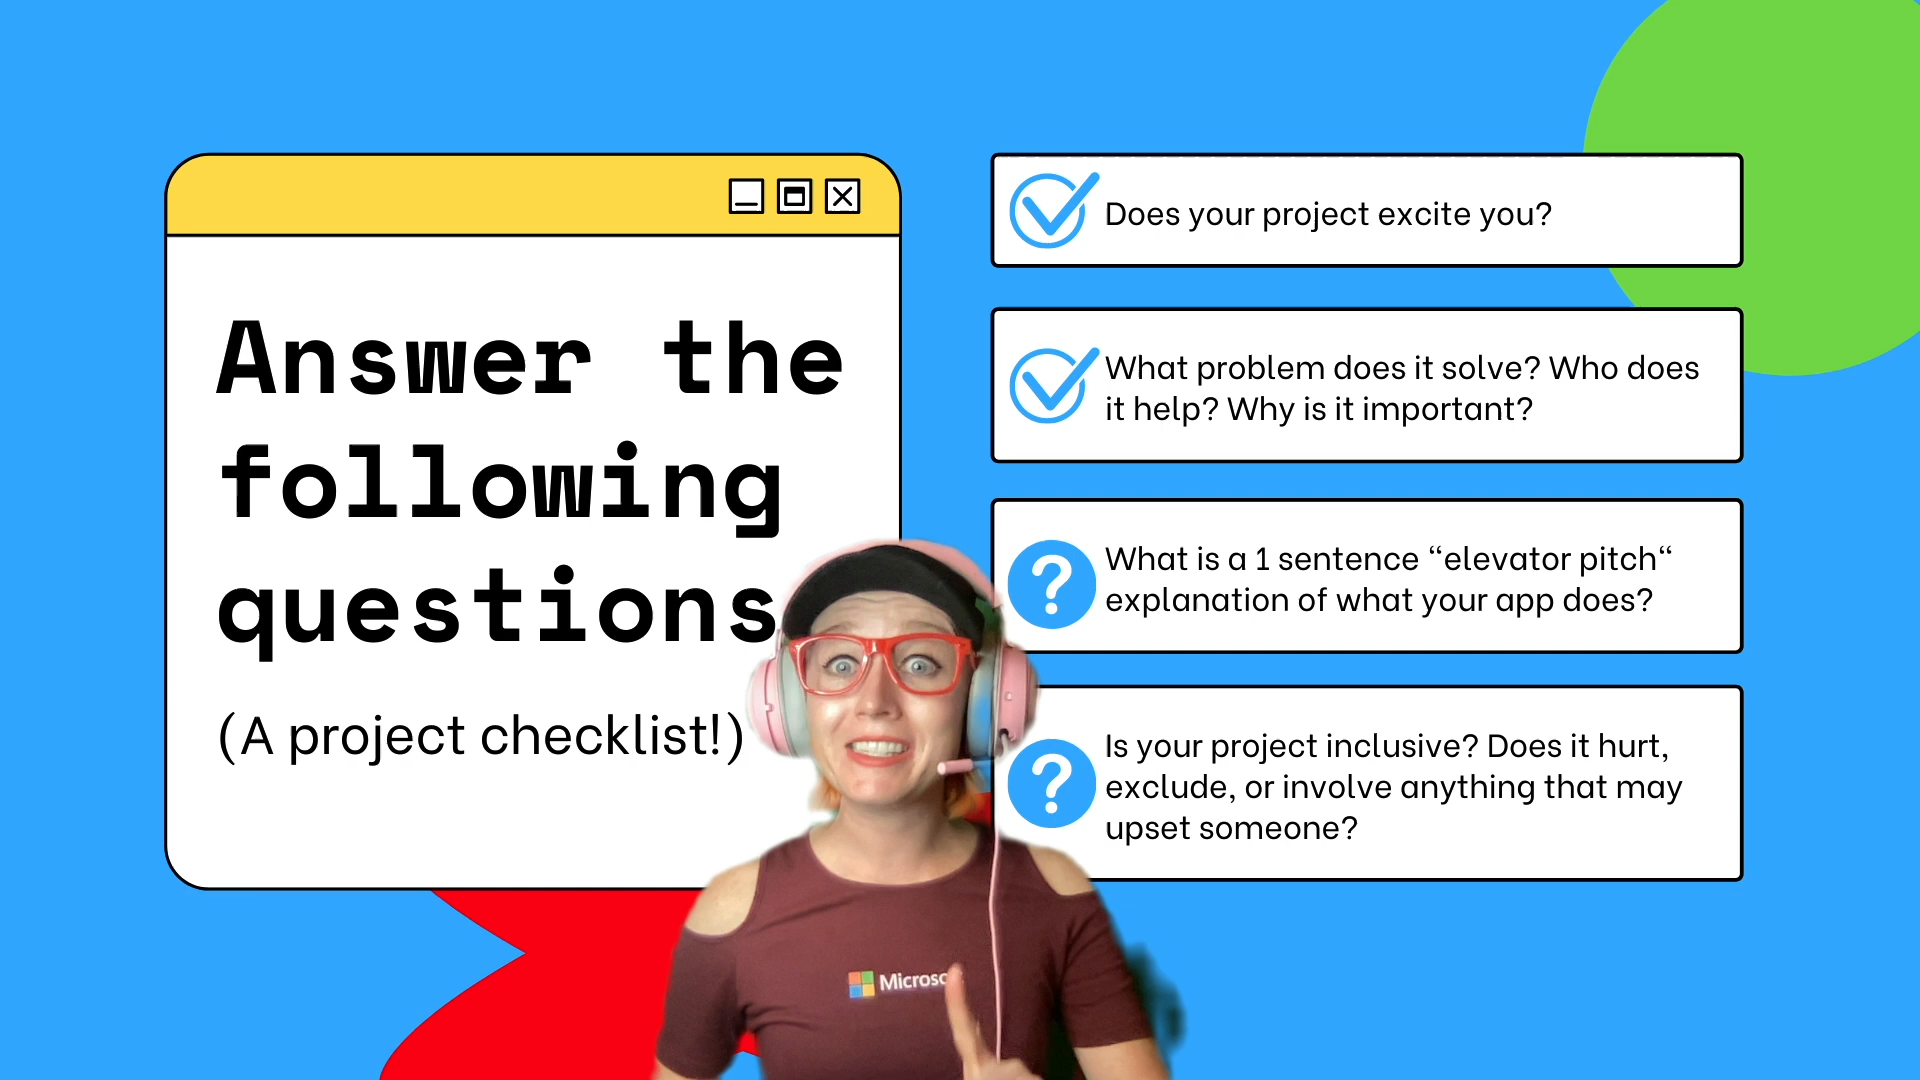 Answer the
following
questions
(A project checklist!)
Does your project excite you?
What problem does it solve? Who does
it help? Why is it important?
What is a 1 sentence “elevator pitch“
explanation of what your app does?
Is your project inclusive? Does it hurt,
exclude, or involve anything that may
upset someone?